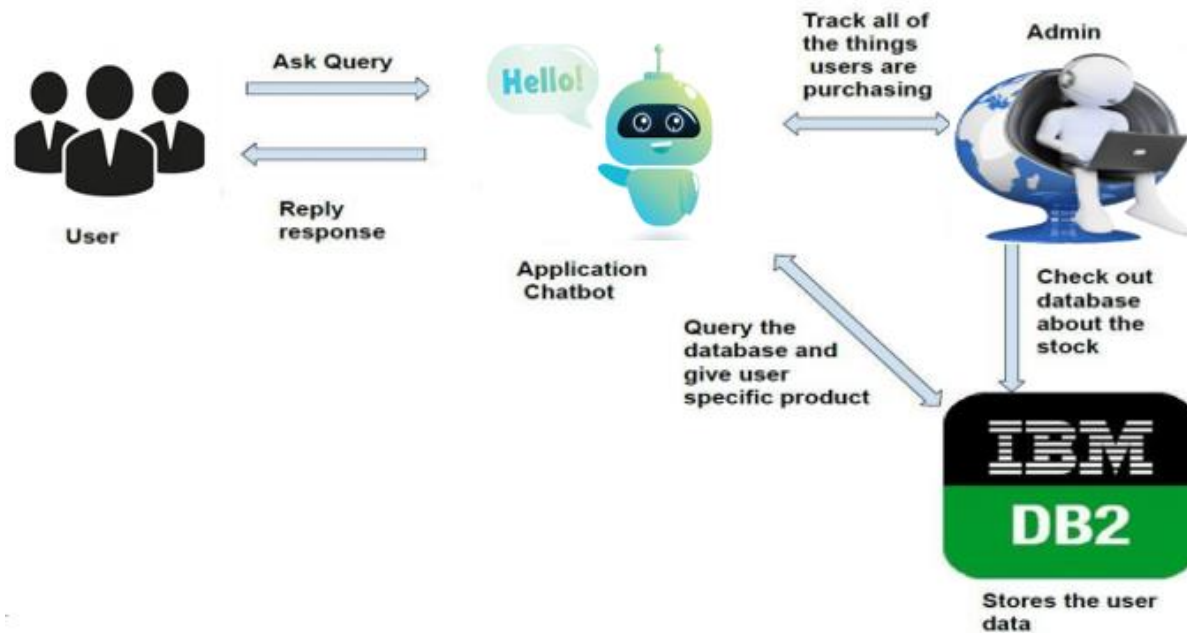 Ask Query
Hello!
Track all of
the things
users are
purchasing
Admin
Reply
response
User
Application
Chatbot
Query the
database and
give user
specific product
Check out
database
about the
stock
IBM
DB2
Stores the user
data